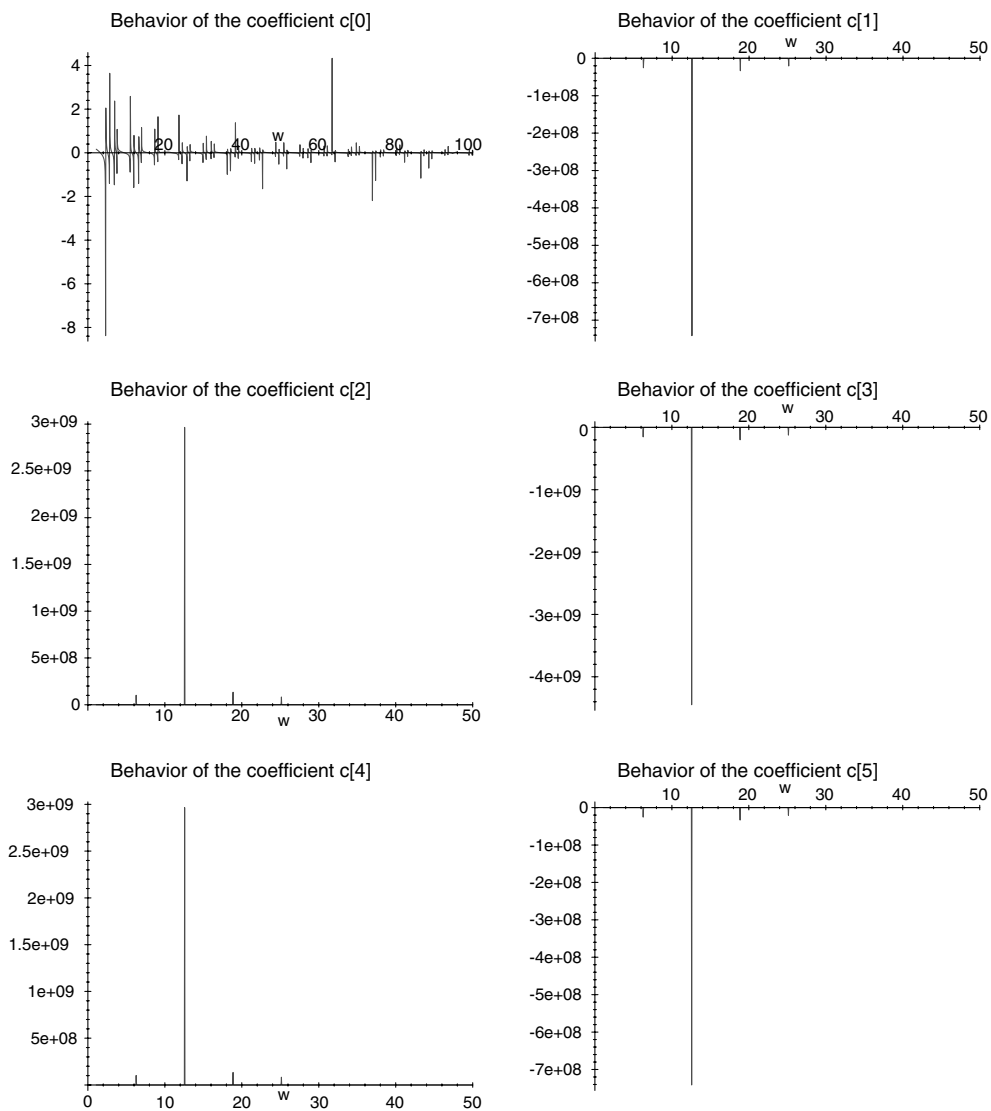 Behavior of the coefficient c[0]
4
2
0
-2
-4
-6
-8
20
40
w
60
80
100
Behavior of the coefficient c[1]
0
10
20
w
30
40
50
-1e+08
-2e+08
-3e+08
-4e+08
-5e+08
-6e+08
-7e+08
Behavior of the coefficient c[2]
3e+09
2.5e+09
2e+09
1.5e+09
1e+09
5e+08
0
10
20
w
30
40
50
Behavior of the coefficient c[3]
0
10
20
w
30
40
50
-1e+09
-2e+09
-3e+09
-4e+09
Behavior of the coefficient c[4]
3e+09
2.5e+09
2e+09
1.5e+09
1e+09
5e+08
0
10
20
w
30
40
50
Behavior of the coefficient c[5]
0
10
20
w
30
40
50
-1e+08
-2e+08
-3e+08
-4e+08
-5e+08
-6e+08
-7e+08